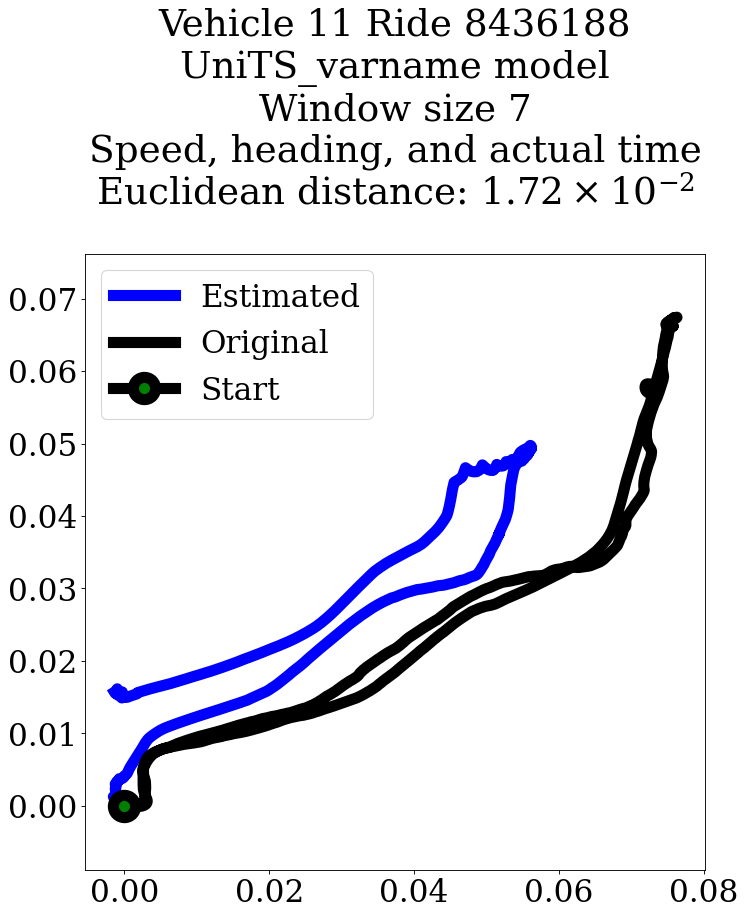 Vehicle 11 Ride 8436188
UniTS_varname model
Window size 7
Speed, heading, and actual time
Euclidean distance: 1.72 × 10⁻²
Estimated
Original
Start
0.07
0.06
0.05
0.04
0.03
0.02
0.01
0.00
0.00 0.02 0.04 0.06 0.08